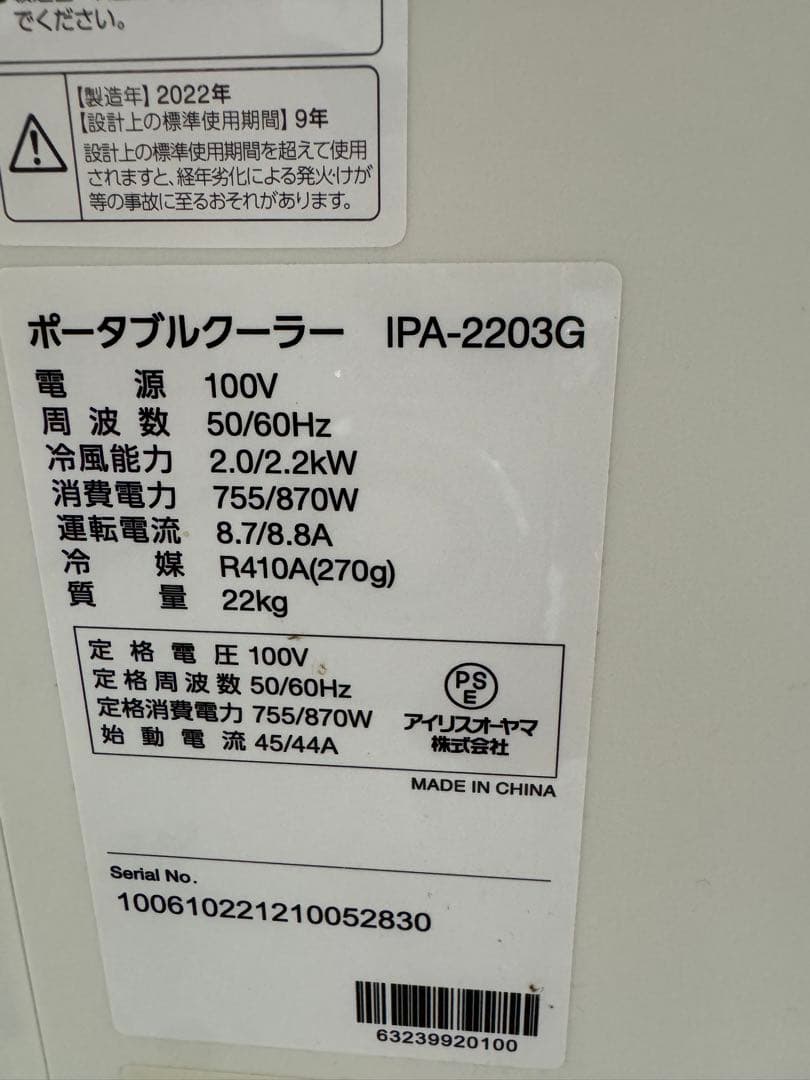 でください。
【製造年】2022年
【設計上の標準使用期間】9年
設計上の標準使用期間を超えて使用
されますと、経年劣化による発火・けが
等の事故に至るおそれがあります。
ポータブルクーラー IPA-2203G
電源 100V
周波数 50/60Hz
冷風能力 2.0/2.2kW
消費電力 755/870W
運転電流 8.7/8.8A
冷媒 R410A(270g)
質量 22kg
定格電圧 100V
定格周波数 50/60Hz
定格消費電力 755/870W
始動電流 45/44A
PS
E
アイリスオーヤマ
株式会社
MADE IN CHINA
Serial No.
100610221210052830
63239920100